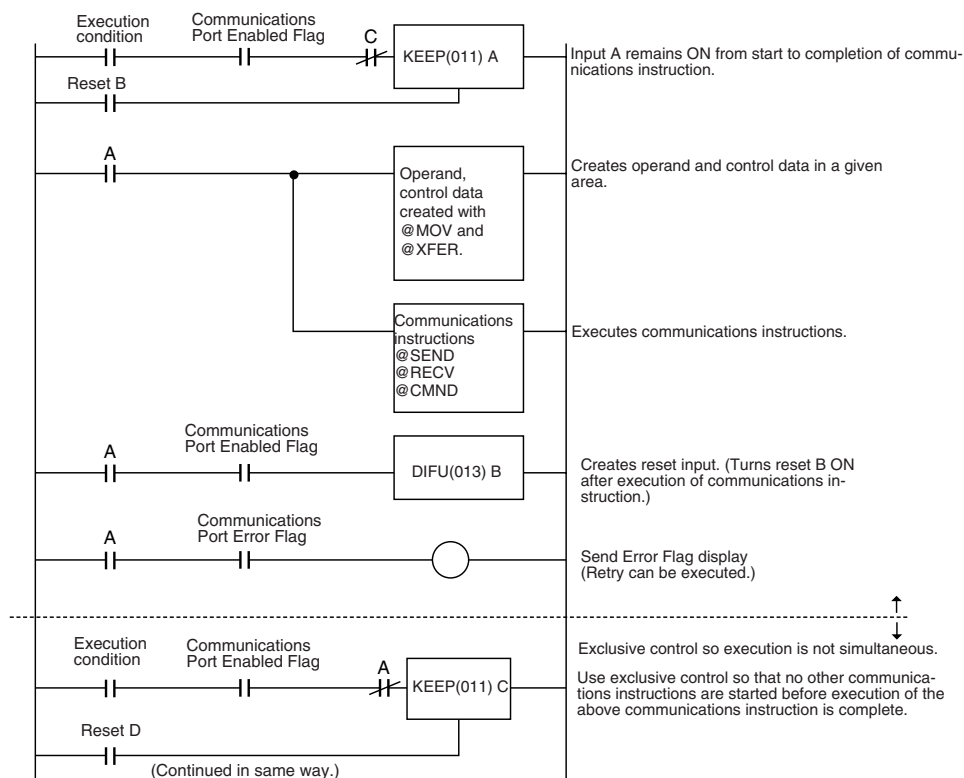 Execution
condition
Communications
Port Enabled Flag
C
KEEP(011) A
Input A remains ON from start to completion of commu-
nications instruction.
Reset B
A
Operand,
control data
created with
@MOV and
@XFER.
Creates operand and control data in a given
area.
Communications
instructions
@SEND
@RECV
@CMND
Executes communications instructions.
A
Communications
Port Enabled Flag
DIFU(013) B
Creates reset input. (Turns reset B ON
after execution of communications in-
struction.)
A
Communications
Port Error Flag
Send Error Flag display
(Retry can be executed.)
Exclusive control so execution is not simultaneous.
Execution
condition
Communications
Port Enabled Flag
A
KEEP(011) C
Use exclusive control so that no other communica-
tions instructions are started before execution of the
above communications instruction is complete.
Reset D
(Continued in same way.)